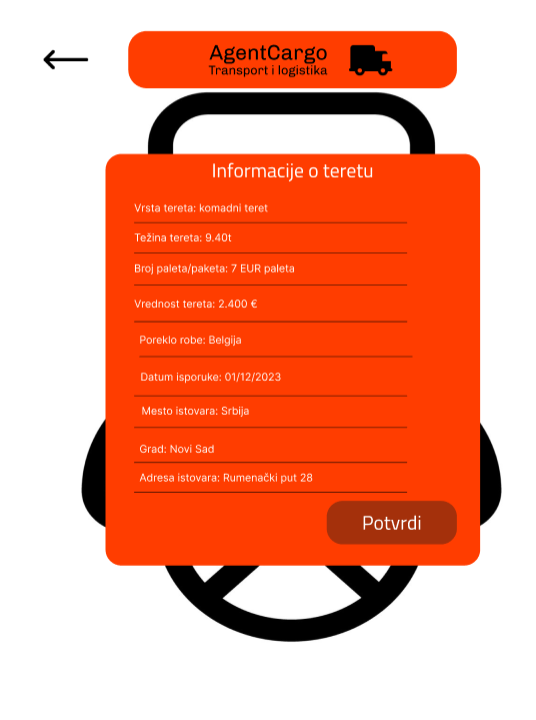 AgentCargo
Transport i logistika
Informacije o teretu
Vrsta tereta: komadni teret
Težina tereta: 9.40t
Broj paleta/paketa: 7 EUR paleta
Vrednost tereta: 2.400 €
Poreklo robe: Belgija
Datum isporuke: 01/12/2023
Mesto istovara: Srbija
Grad: Novi Sad
Adresa istovara: Rumenački put 28
Potvrdi